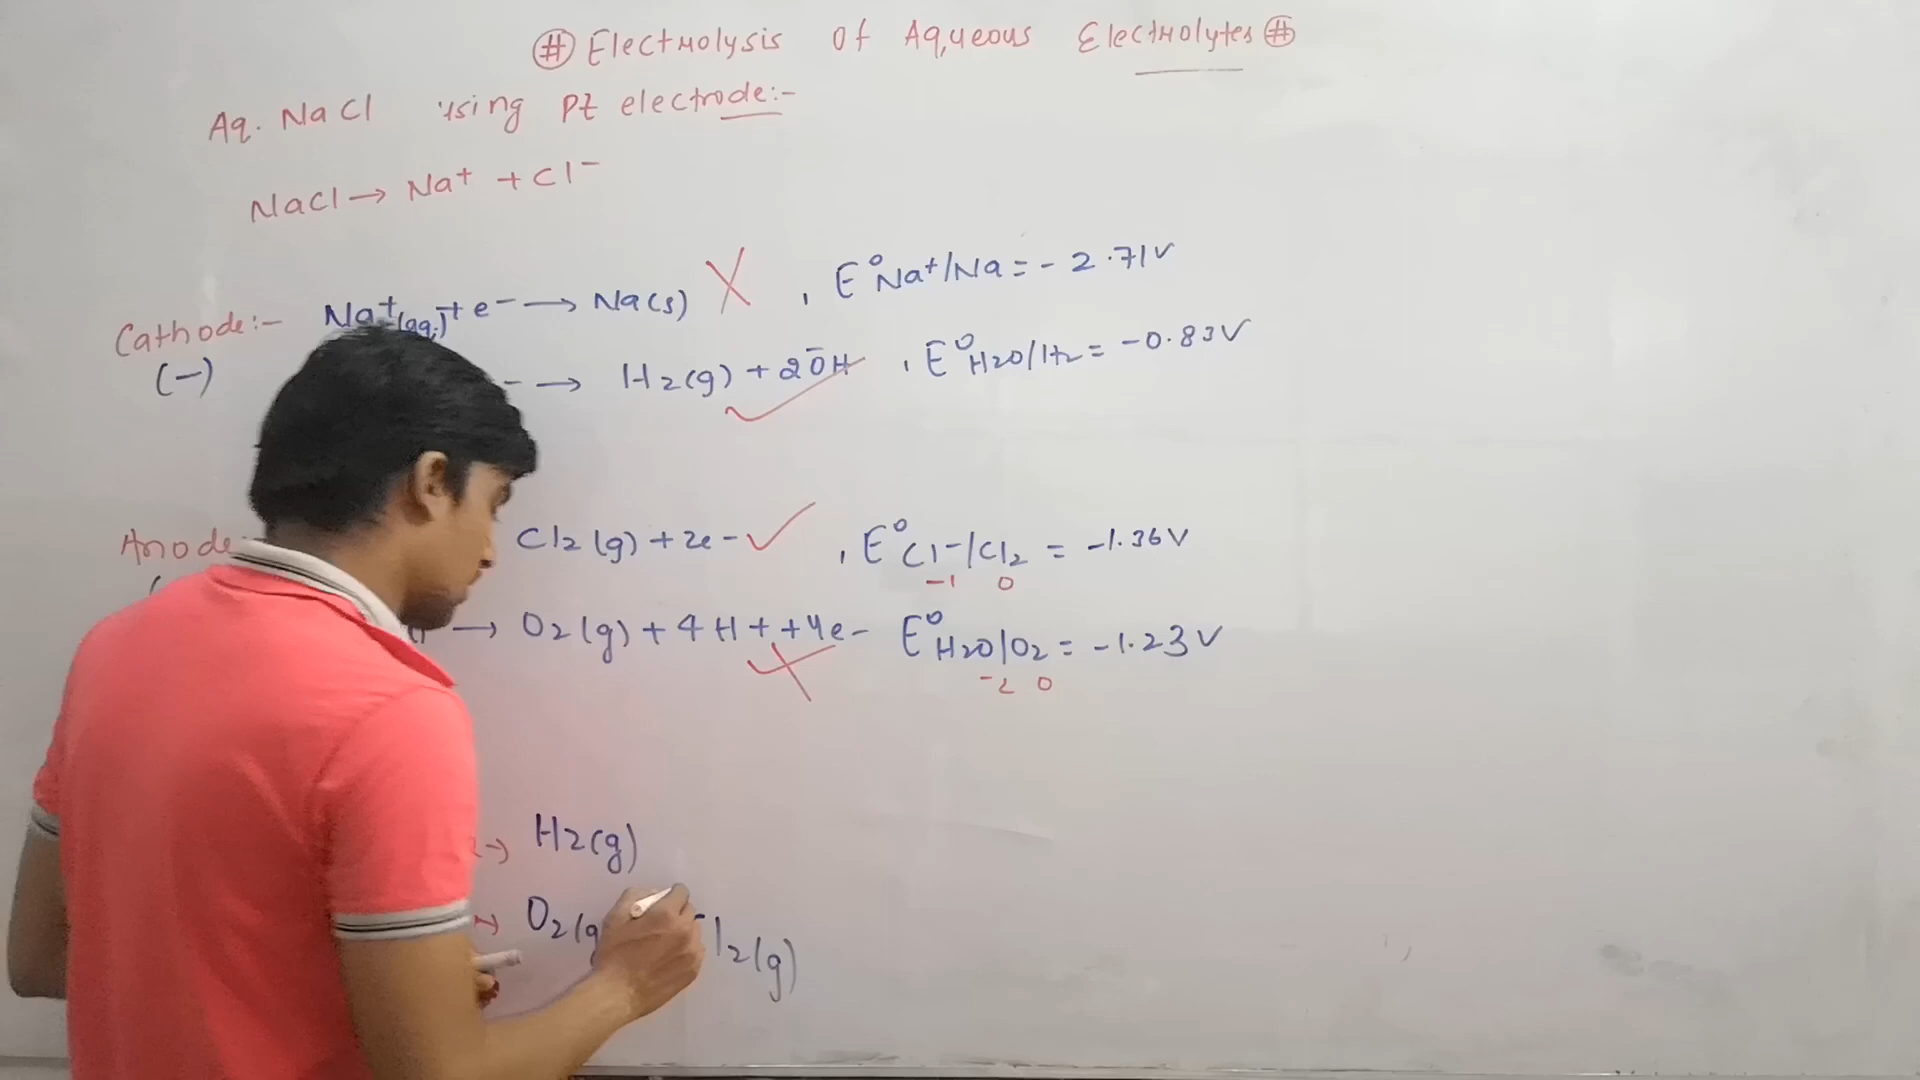 # Electrolysis of Aqueous Electrolytes #
Aq. NaCl using Pt electrode:-
NaCl → Na⁺ + Cl⁻
Cathode:- Na⁺(aq.) + e⁻ → Na(s) X , E° Na⁺/Na = -2.71V
(-) - → H2(g) + 2OH⁻ ✓ , E° H2O/H2 = -0.83V
Anode Cl2(g) + 2e- ✓ , E° Cl-/Cl2 = -1.36V
-1 0
→ O2(g) + 4H+ + 4e- X E° H2O/O2 = -1.23V
-2 0
→ H2(g)
→ O2(g l2(g)